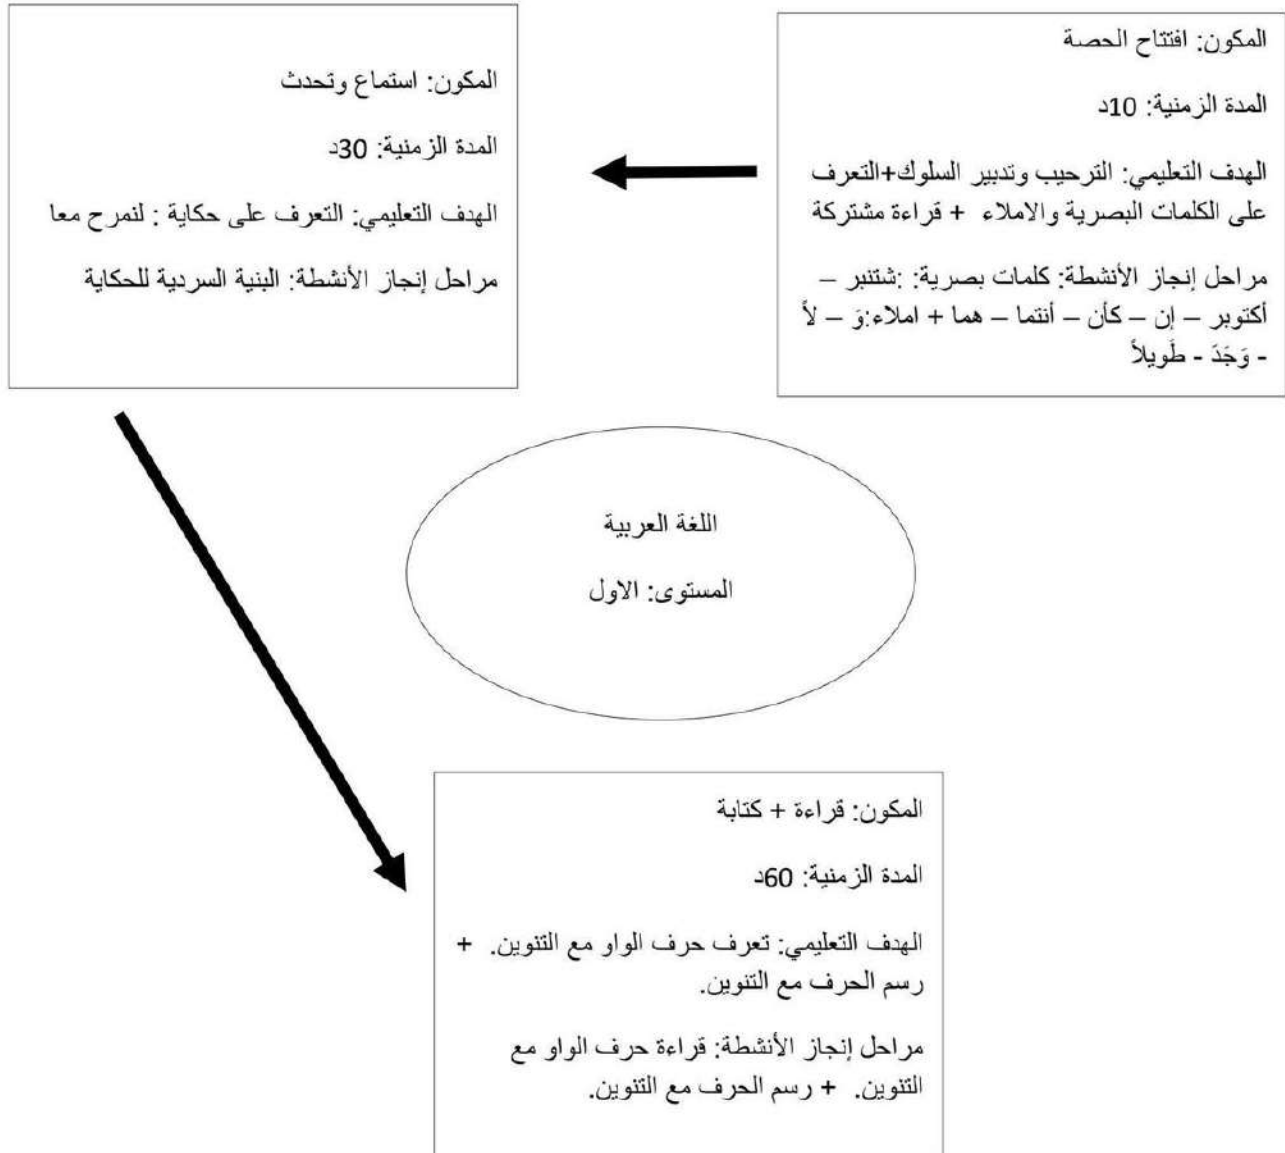 المكون: افتتاح الحصة
المدة الزمنية: 10د
الهدف التعليمي: الترحيب وتدبير السلوك+التعرف
على الكلمات البصرية والاملاء + قراءة مشتركة
مراحل إنجاز الأنشطة: كلمات بصرية: :شتنبر –
أكتوبر – إن – كأن – أنتما – هما + املاء:وَ – لاً
- وَجَدَ - طَويلاً
المكون: استماع وتحدث
المدة الزمنية: 30د
الهدف التعليمي: التعرف على حكاية : لنمرح معا
مراحل إنجاز الأنشطة: البنية السردية للحكاية
اللغة العربية
المستوى: الاول
المكون: قراءة + كتابة
المدة الزمنية: 60د
الهدف التعليمي: تعرف حرف الواو مع التنوين. +
رسم الحرف مع التنوين.
مراحل إنجاز الأنشطة: قراءة حرف الواو مع
التنوين. + رسم الحرف مع التنوين.